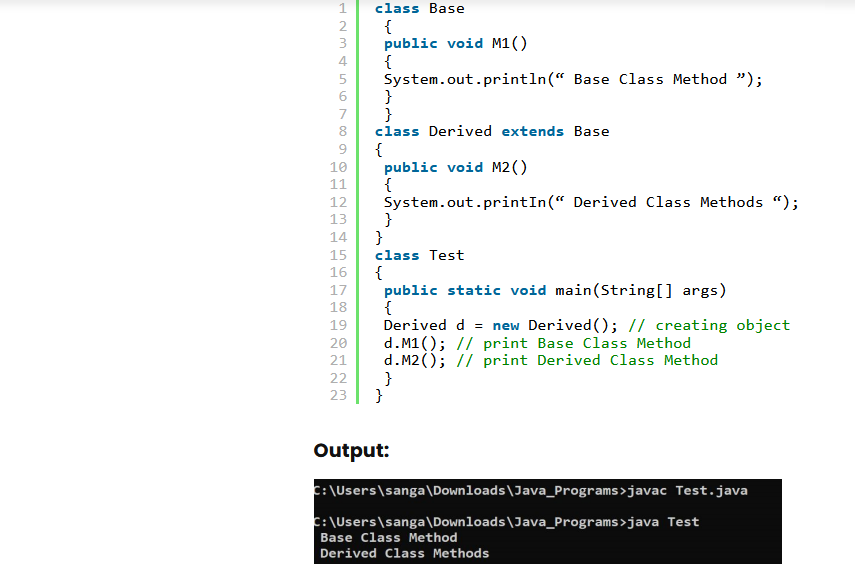 1 class Base
2 {
3 public void M1()
4 {
5 System.out.println(“ Base Class Method ”);
6 }
7 }
8 class Derived extends Base
9 {
10 public void M2()
11 {
12 System.out.printIn(“ Derived Class Methods “);
13 }
14 }
15 class Test
16 {
17 public static void main(String[] args)
18 {
19 Derived d = new Derived(); // creating object
20 d.M1(); // print Base Class Method
21 d.M2(); // print Derived Class Method
22 }
23 }
Output:
C:\Users\sanga\Downloads\Java_Programs>javac Test.java
C:\Users\sanga\Downloads\Java_Programs>java Test
Base Class Method
Derived Class Methods